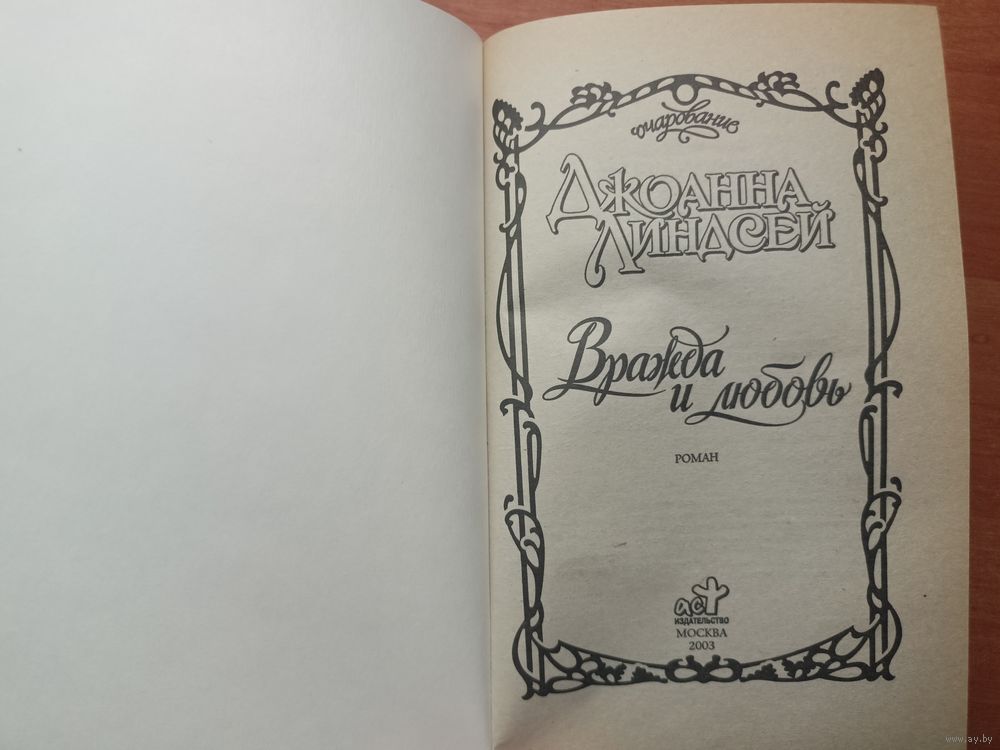 очарование
ДЖОАННА
ЛИНДСЕЙ
Вражда
и любовь
РОМАН
аст
ИЗДАТЕЛЬСТВО
МОСКВА
2003
www.ay.by